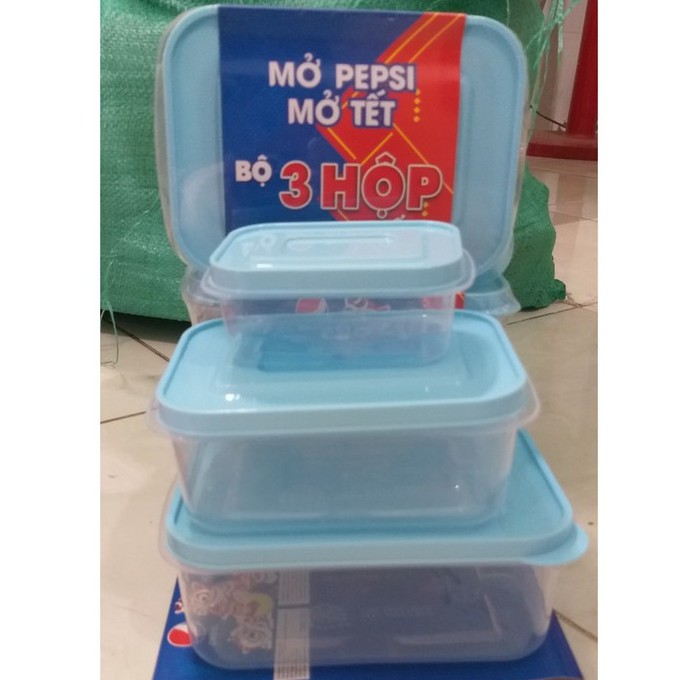 MỞ PEPSI
MỞ TẾT
BỘ 3 HỘP